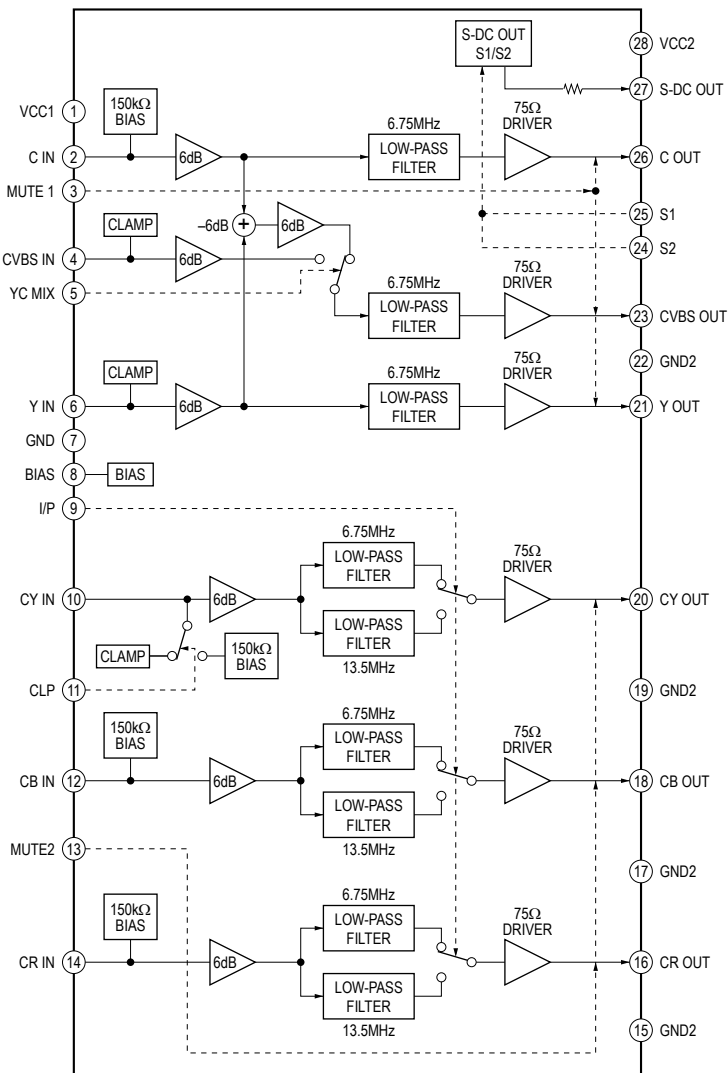 S-DC OUT
S1/S2
28 VCC2
27 S-DC OUT
VCC1 1
150kΩ
BIAS
6.75MHz
75Ω
DRIVER
C IN 2
6dB
LOW-PASS
FILTER
26 C OUT
MUTE 1 3
25 S1
CLAMP
–6dB
+
6dB
24 S2
CVBS IN 4
6dB
YC MIX 5
6.75MHz
75Ω
DRIVER
LOW-PASS
FILTER
23 CVBS OUT
22 GND2
CLAMP
6.75MHz
75Ω
DRIVER
Y IN 6
6dB
LOW-PASS
FILTER
21 Y OUT
GND 7
BIAS 8
BIAS
I/P 9
6.75MHz
LOW-PASS
FILTER
75Ω
DRIVER
CY IN 10
6dB
20 CY OUT
LOW-PASS
FILTER
13.5MHz
CLAMP
150kΩ
BIAS
CLP 11
19 GND2
150kΩ
BIAS
6.75MHz
LOW-PASS
FILTER
75Ω
DRIVER
CB IN 12
6dB
18 CB OUT
LOW-PASS
FILTER
13.5MHz
MUTE2 13
17 GND2
150kΩ
BIAS
6.75MHz
LOW-PASS
FILTER
75Ω
DRIVER
CR IN 14
6dB
16 CR OUT
LOW-PASS
FILTER
13.5MHz
15 GND2